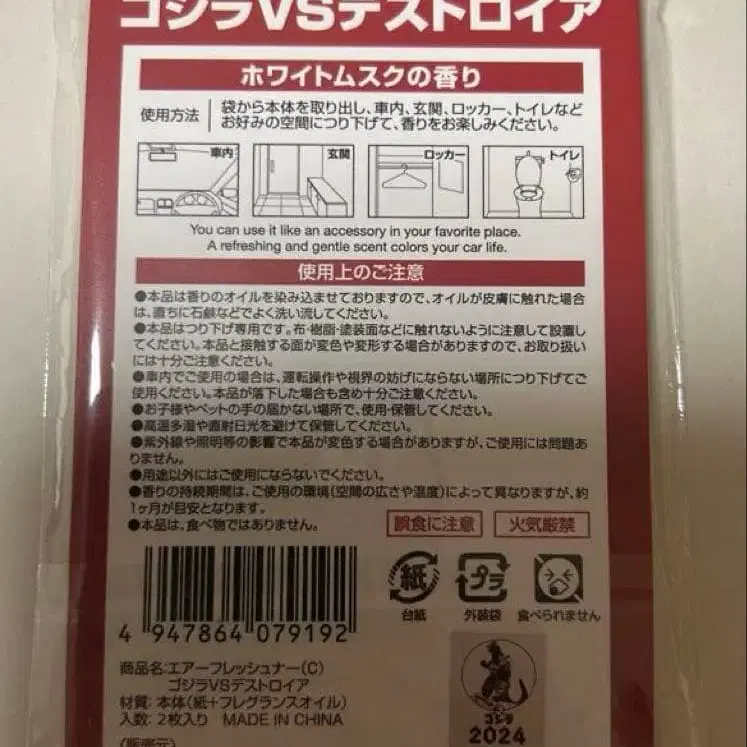 ゴジラVSデストロイア
ホワイトムスクの香り
使用方法
袋から本体を取り出し、車内、玄関、ロッカー、トイレなど
お好みの空間につり下げて、香りをお楽しみください。
車内
玄関
ロッカー
トイレ
You can use it like an accessory in your favorite place.
A refreshing and gentle scent colors your car life.
使用上のご注意
●本品は香りのオイルを染み込ませておりますので、オイルが皮膚に触れた場合
は、直ちに石鹸などでよく洗い流してください。
●本品はつり下げ専用です。布・樹脂・塗装面などに触れないように注意して設置し
てください。本品と接触する面が変色や変形する場合がありますので、お取り扱い
には十分ご注意ください。
●車内でご使用の場合は、運転操作や視界の妨げにならない場所につり下げてご
使用ください。本品が落下した場合も含め十分ご注意ください。
●お子様やペットの手の届かない場所で、使用・保管してください。
●高温多湿や直射日光を避けて保管してください。
●紫外線や照明等の影響で本品が変色する場合がありますが、ご使用には問題あ
りません。
●用途以外にはご使用にならないでください。
●香りの持続期間は、ご使用の環境(空間の広さや温度)によって異なりますが、約
1ヶ月が目安となります。
●本品は、食べ物ではありません。
誤食に注意
火気厳禁
紙
台紙
プラ
外装袋
食べられません
4 947864 079192
商品名:エアーフレッシュナー(C)
ゴジラVSデストロイア
材質:本体(紙+フレグランスオイル)
入数:2枚入り MADE IN CHINA
(販売元)
ゴジラ
2024